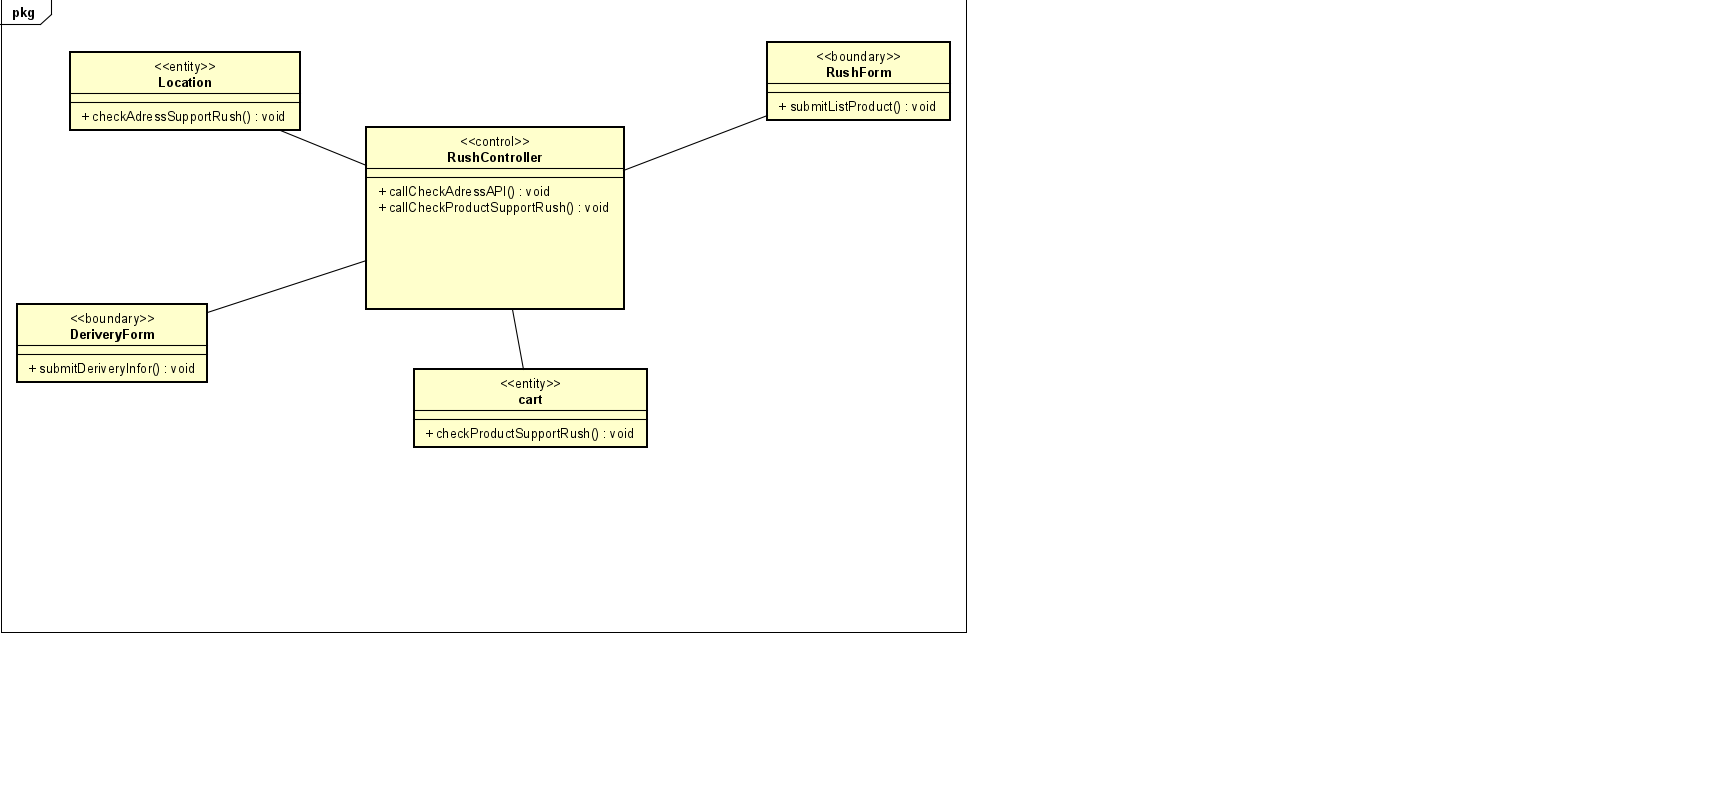 pkg
<<entity>>
Location
+ checkAdressSupportRush() : void
<<boundary>>
RushForm
+ submitListProduct() : void
<<control>>
RushController
+ callCheckAdressAPI() : void
+ callCheckProductSupportRush() : void
<<boundary>>
DeriveryForm
+ submitDeriveryInfor() : void
<<entity>>
cart
+ checkProductSupportRush() : void